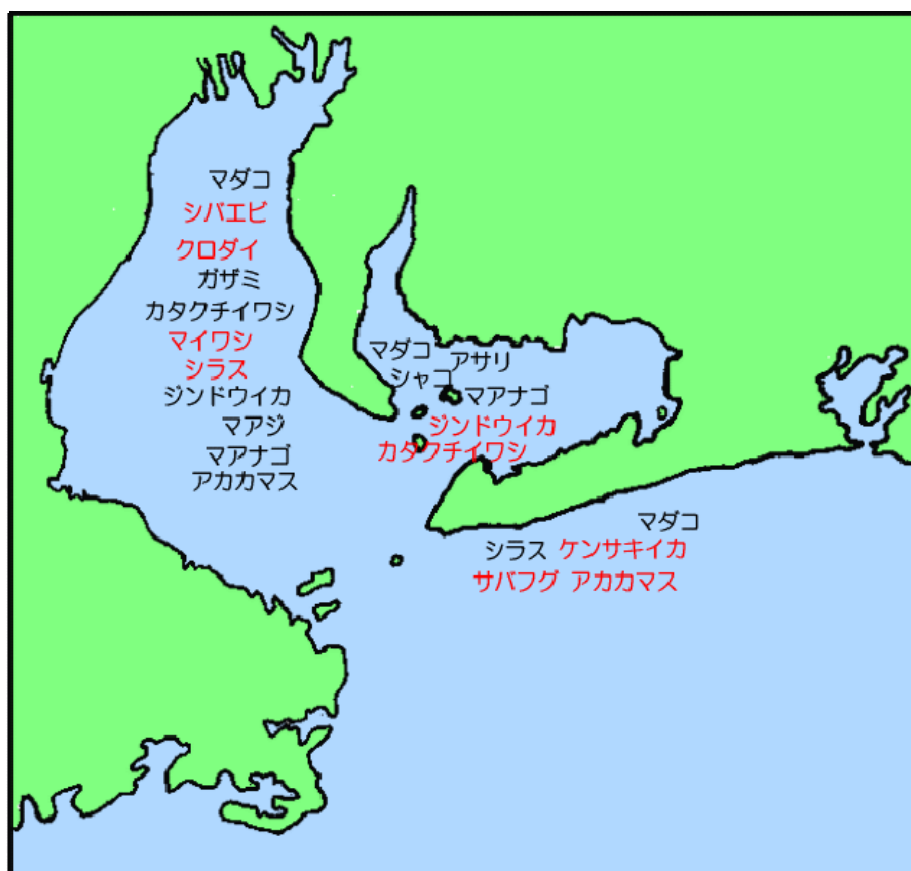 マダコ
シバエビ
クロダイ
ガザミ
カタクチイワシ
マイワシ
シラス
ジンドウイカ
マアジ
マアナゴ
アカカマス
マダコ
アサリ
シャコ
マアナゴ
ジンドウイカ
カタクチイワシ
マダコ
シラス ケンサキイカ
サバフグ アカカマス